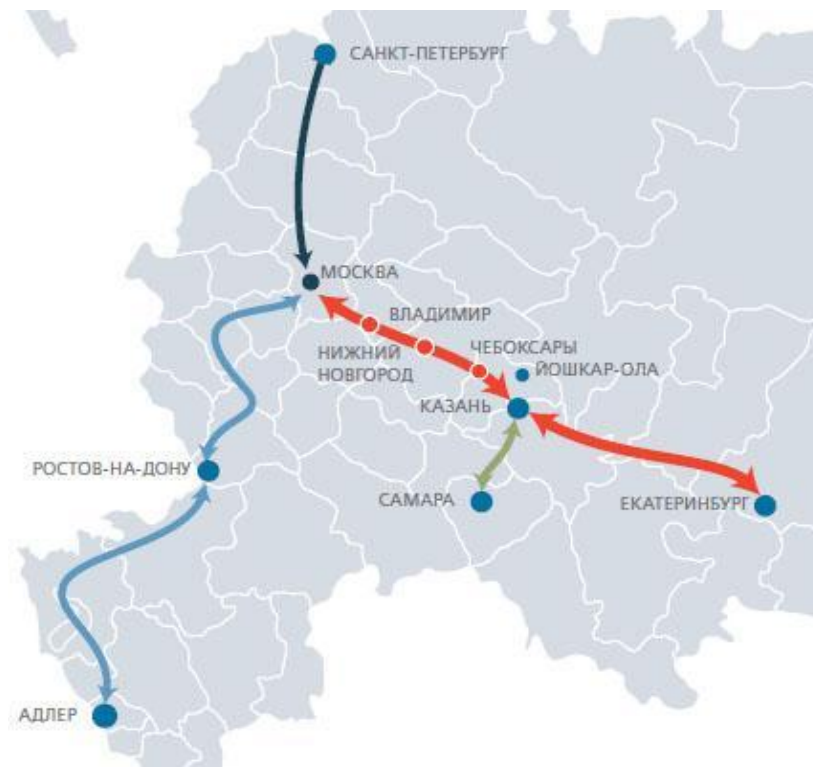 САНКТ-ПЕТЕРБУРГ
МОСКВА
ВЛАДИМИР
НИЖНИЙ
НОВГОРОД
ЧЕБОКСАРЫ
ЙОШКАР-ОЛА
КАЗАНЬ
РОСТОВ-НА-ДОНУ
САМАРА
ЕКАТЕРИНБУРГ
АДЛЕР